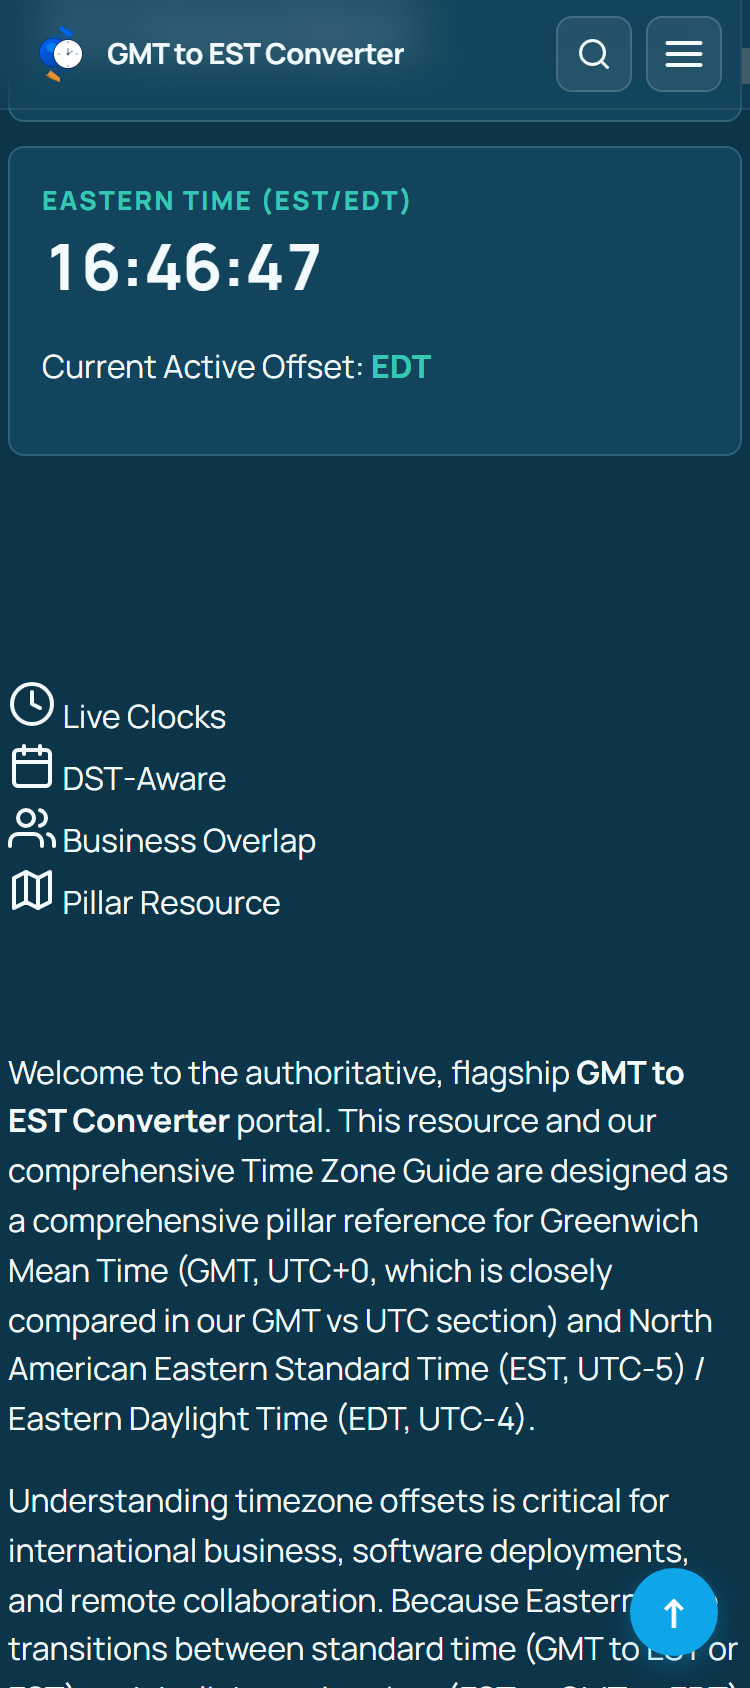 GMT to EST Converter
EASTERN TIME (EST/EDT)
16:46:47
Current Active Offset: EDT
Live Clocks
DST-Aware
Business Overlap
Pillar Resource
Welcome to the authoritative, flagship GMT to
EST Converter portal. This resource and our
comprehensive Time Zone Guide are designed as
a comprehensive pillar reference for Greenwich
Mean Time (GMT, UTC+0, which is closely
compared in our GMT vs UTC section) and North
American Eastern Standard Time (EST, UTC-5) /
Eastern Daylight Time (EDT, UTC-4).
Understanding timezone offsets is critical for
international business, software deployments,
and remote collaboration. Because Eastern
transitions between standard time (GMT to EST or